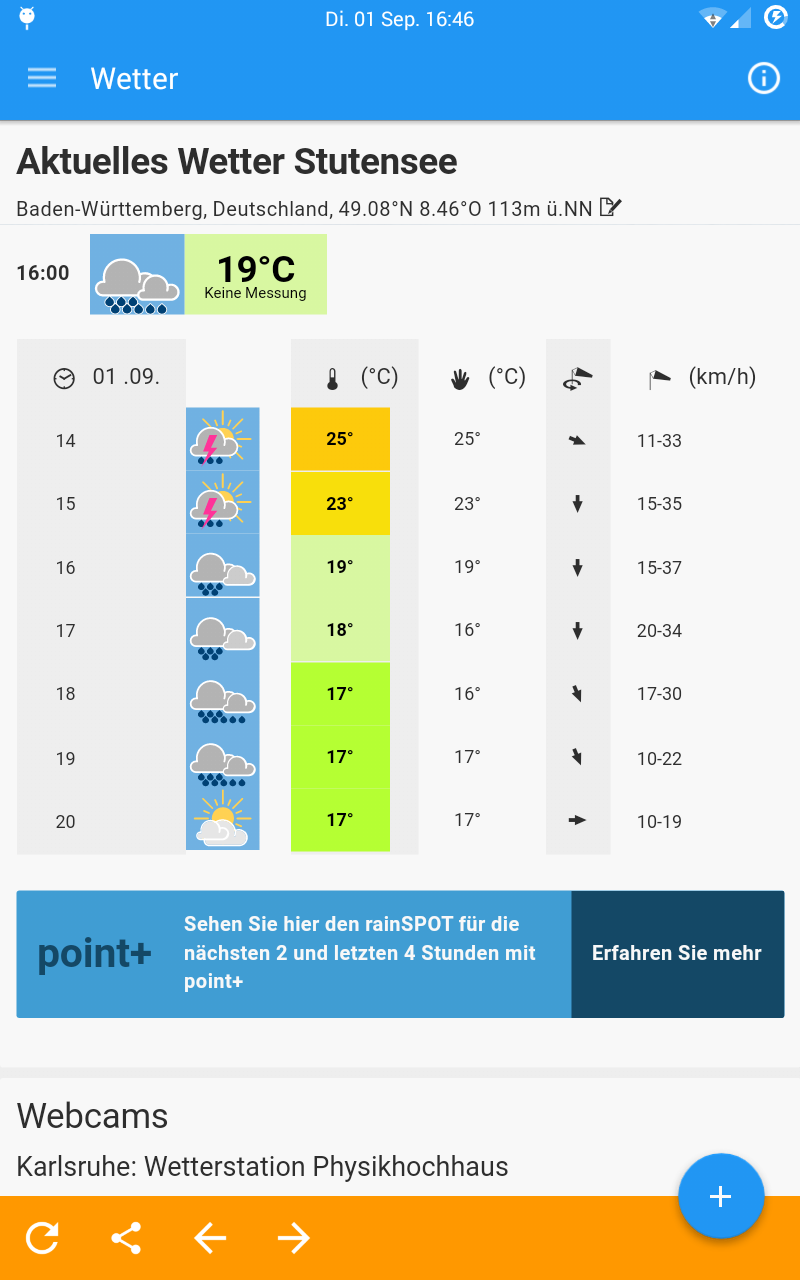 Di. 01 Sep. 16:46
Wetter
Aktuelles Wetter Stutensee
Baden-Württemberg, Deutschland, 49.08°N 8.46°O 113m ü.NN
16:00
19°C
Keine Messung
01 .09. (°C) (°C) (km/h)
14 25° 25° 11-33
15 23° 23° 15-35
16 19° 19° 15-37
17 18° 16° 20-34
18 17° 16° 17-30
19 17° 17° 10-22
20 17° 17° 10-19
point+
Sehen Sie hier den rainSPOT für die
nächsten 2 und letzten 4 Stunden mit
point+
Erfahren Sie mehr
Webcams
Karlsruhe: Wetterstation Physikhochhaus